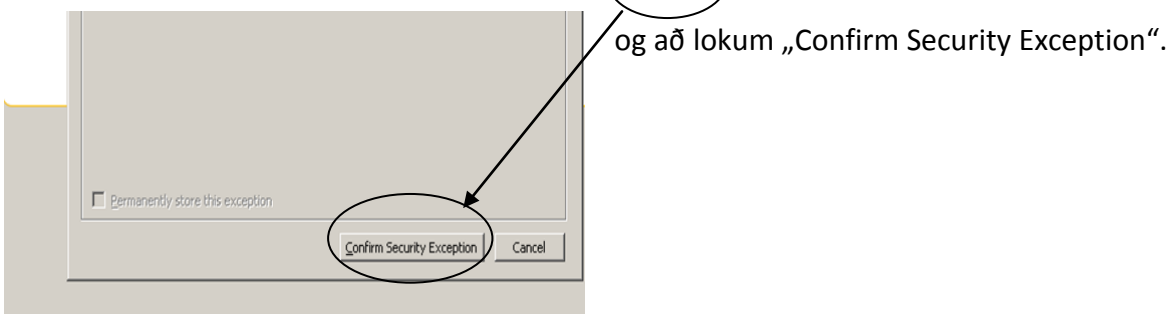 og að lokum „Confirm Security Exception“.
Permanently store this exception
Confirm Security Exception
Cancel